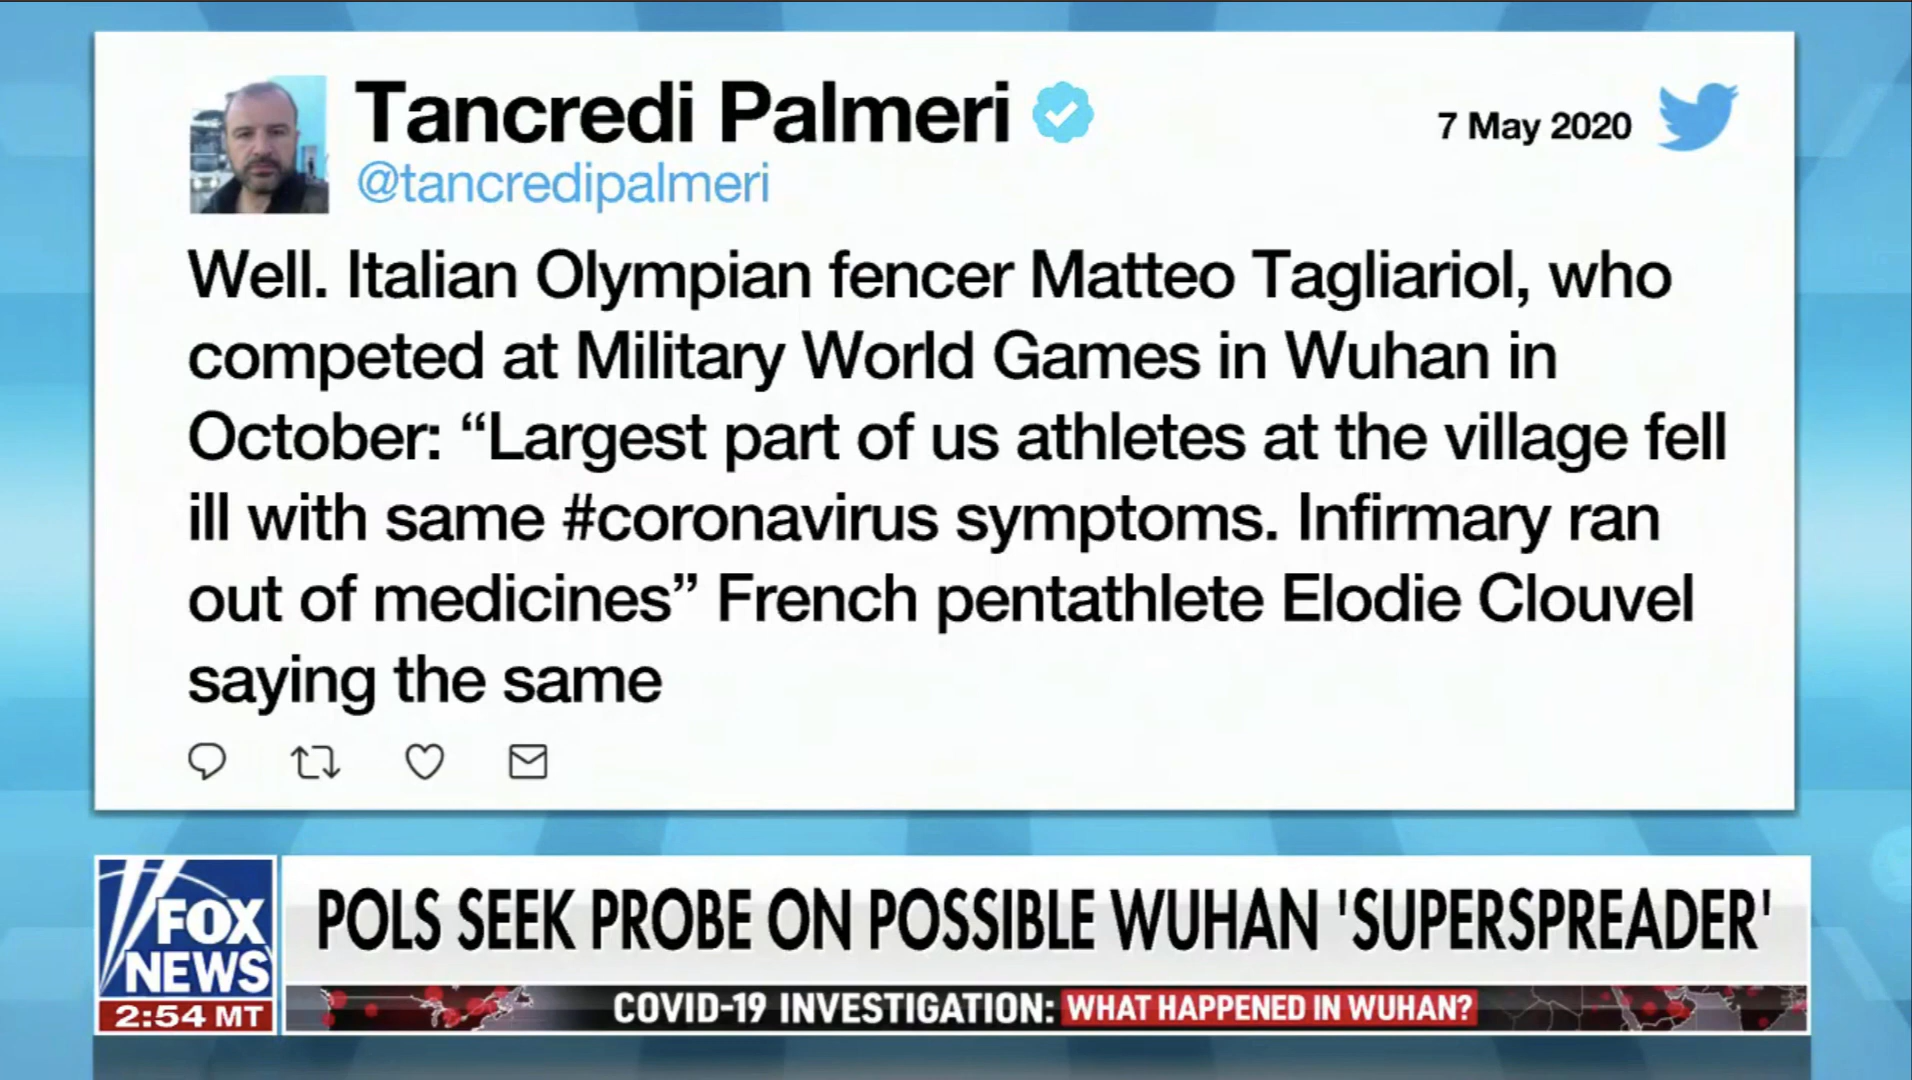 Tancredi Palmeri
7 May 2020
@tancredipalmeri
Well. Italian Olympian fencer Matteo Tagliariol, who
competed at Military World Games in Wuhan in
October: “Largest part of us athletes at the village fell
ill with same #coronavirus symptoms. Infirmary ran
out of medicines” French pentathlete Elodie Clouvel
saying the same
FOX
NEWS
2:54 MT
POLS SEEK PROBE ON POSSIBLE WUHAN 'SUPERSPREADER'
COVID-19 INVESTIGATION: WHAT HAPPENED IN WUHAN?